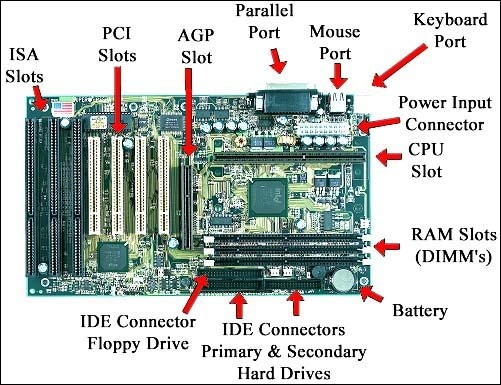 Parallel
Port
Mouse
Port
Keyboard
Port
ISA
Slots
PCI
Slots
AGP
Slot
Power Input
Connector
CPU
Slot
RAM Slots
(DIMM's)
Battery
IDE Connector
Floppy Drive
IDE Connectors
Primary & Secondary
Hard Drives